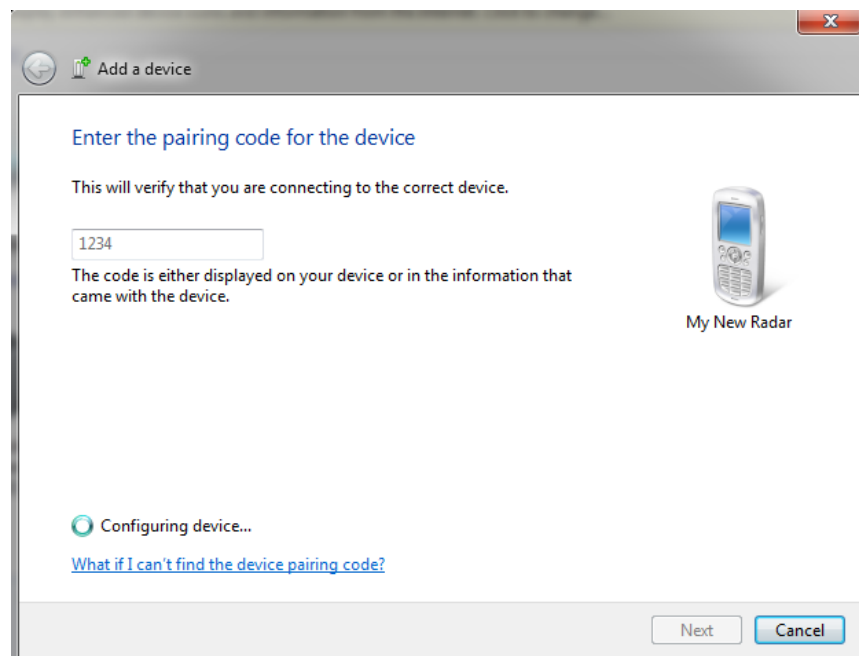 Add a device
Enter the pairing code for the device
This will verify that you are connecting to the correct device.
1234
The code is either displayed on your device or in the information that
came with the device.
My New Radar
Configuring device...
What if I can't find the device pairing code?
Next
Cancel